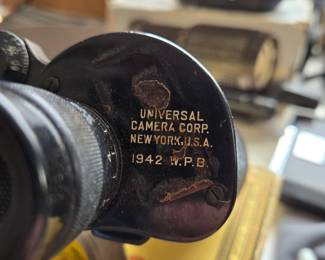 UNIVERSAL
CAMERA CORP.
NEW YORK, U.S.A.
1942 W.P.B.